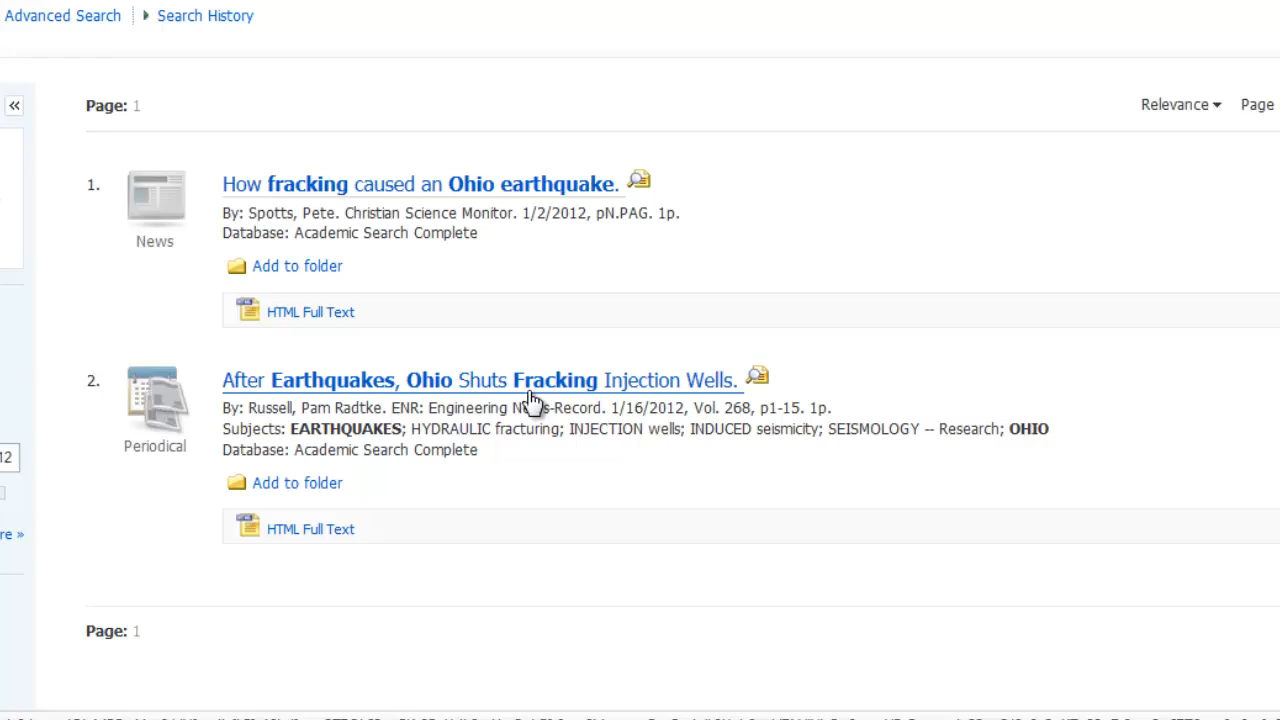 Advanced Search Search History
«
Page: 1
Relevance Page
1.
How fracking caused an Ohio earthquake.
By: Spotts, Pete. Christian Science Monitor. 1/2/2012, pN.PAG. 1p.
News
Database: Academic Search Complete
Add to folder
HTML Full Text
2.
After Earthquakes, Ohio Shuts Fracking Injection Wells.
By: Russell, Pam Radtke. ENR: Engineering News-Record. 1/16/2012, Vol. 268, p1-15. 1p.
Subjects: EARTHQUAKES; HYDRAULIC fracturing; INJECTION wells; INDUCED seismicity; SEISMOLOGY -- Research; OHIO
Periodical
Database: Academic Search Complete
12
Add to folder
HTML Full Text
re »
Page: 1